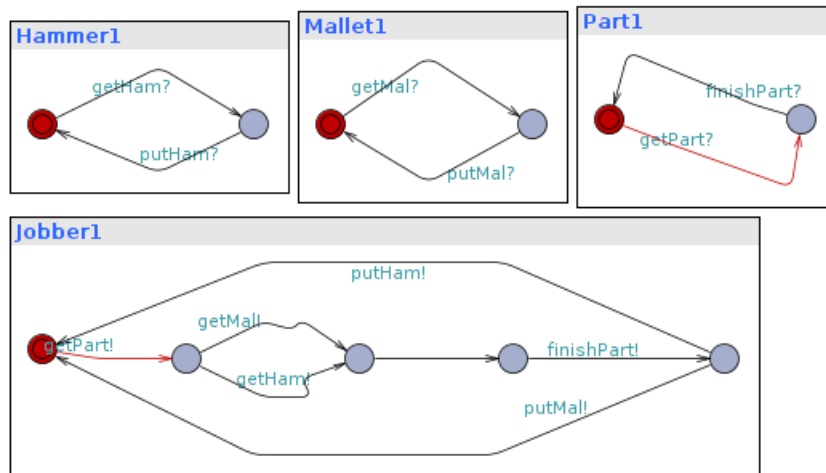 Hammer1
getHam?
putHam?
Mallet1
getMal?
putMal?
Part1
finishPart?
getPart?
Jobber1
putHam!
getMal!
getPart!
finishPart!
getHam!
putMal!